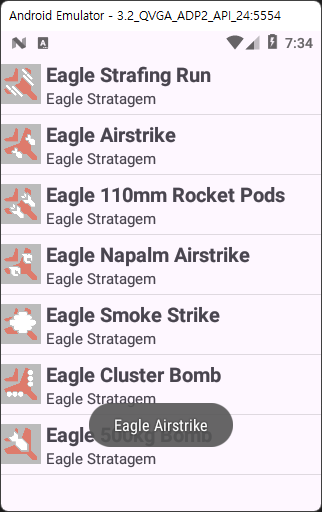 Android Emulator - 3.2_QVGA_ADP2_API_24:5554
7:34
Eagle Strafing Run
Eagle Stratagem
Eagle Airstrike
Eagle Stratagem
Eagle 110mm Rocket Pods
Eagle Stratagem
Eagle Napalm Airstrike
Eagle Stratagem
Eagle Smoke Strike
Eagle Stratagem
Eagle Cluster Bomb
Eagle Stratagem
Eagle Airstrike
Eagle 500kg Bomb
Eagle Stratagem